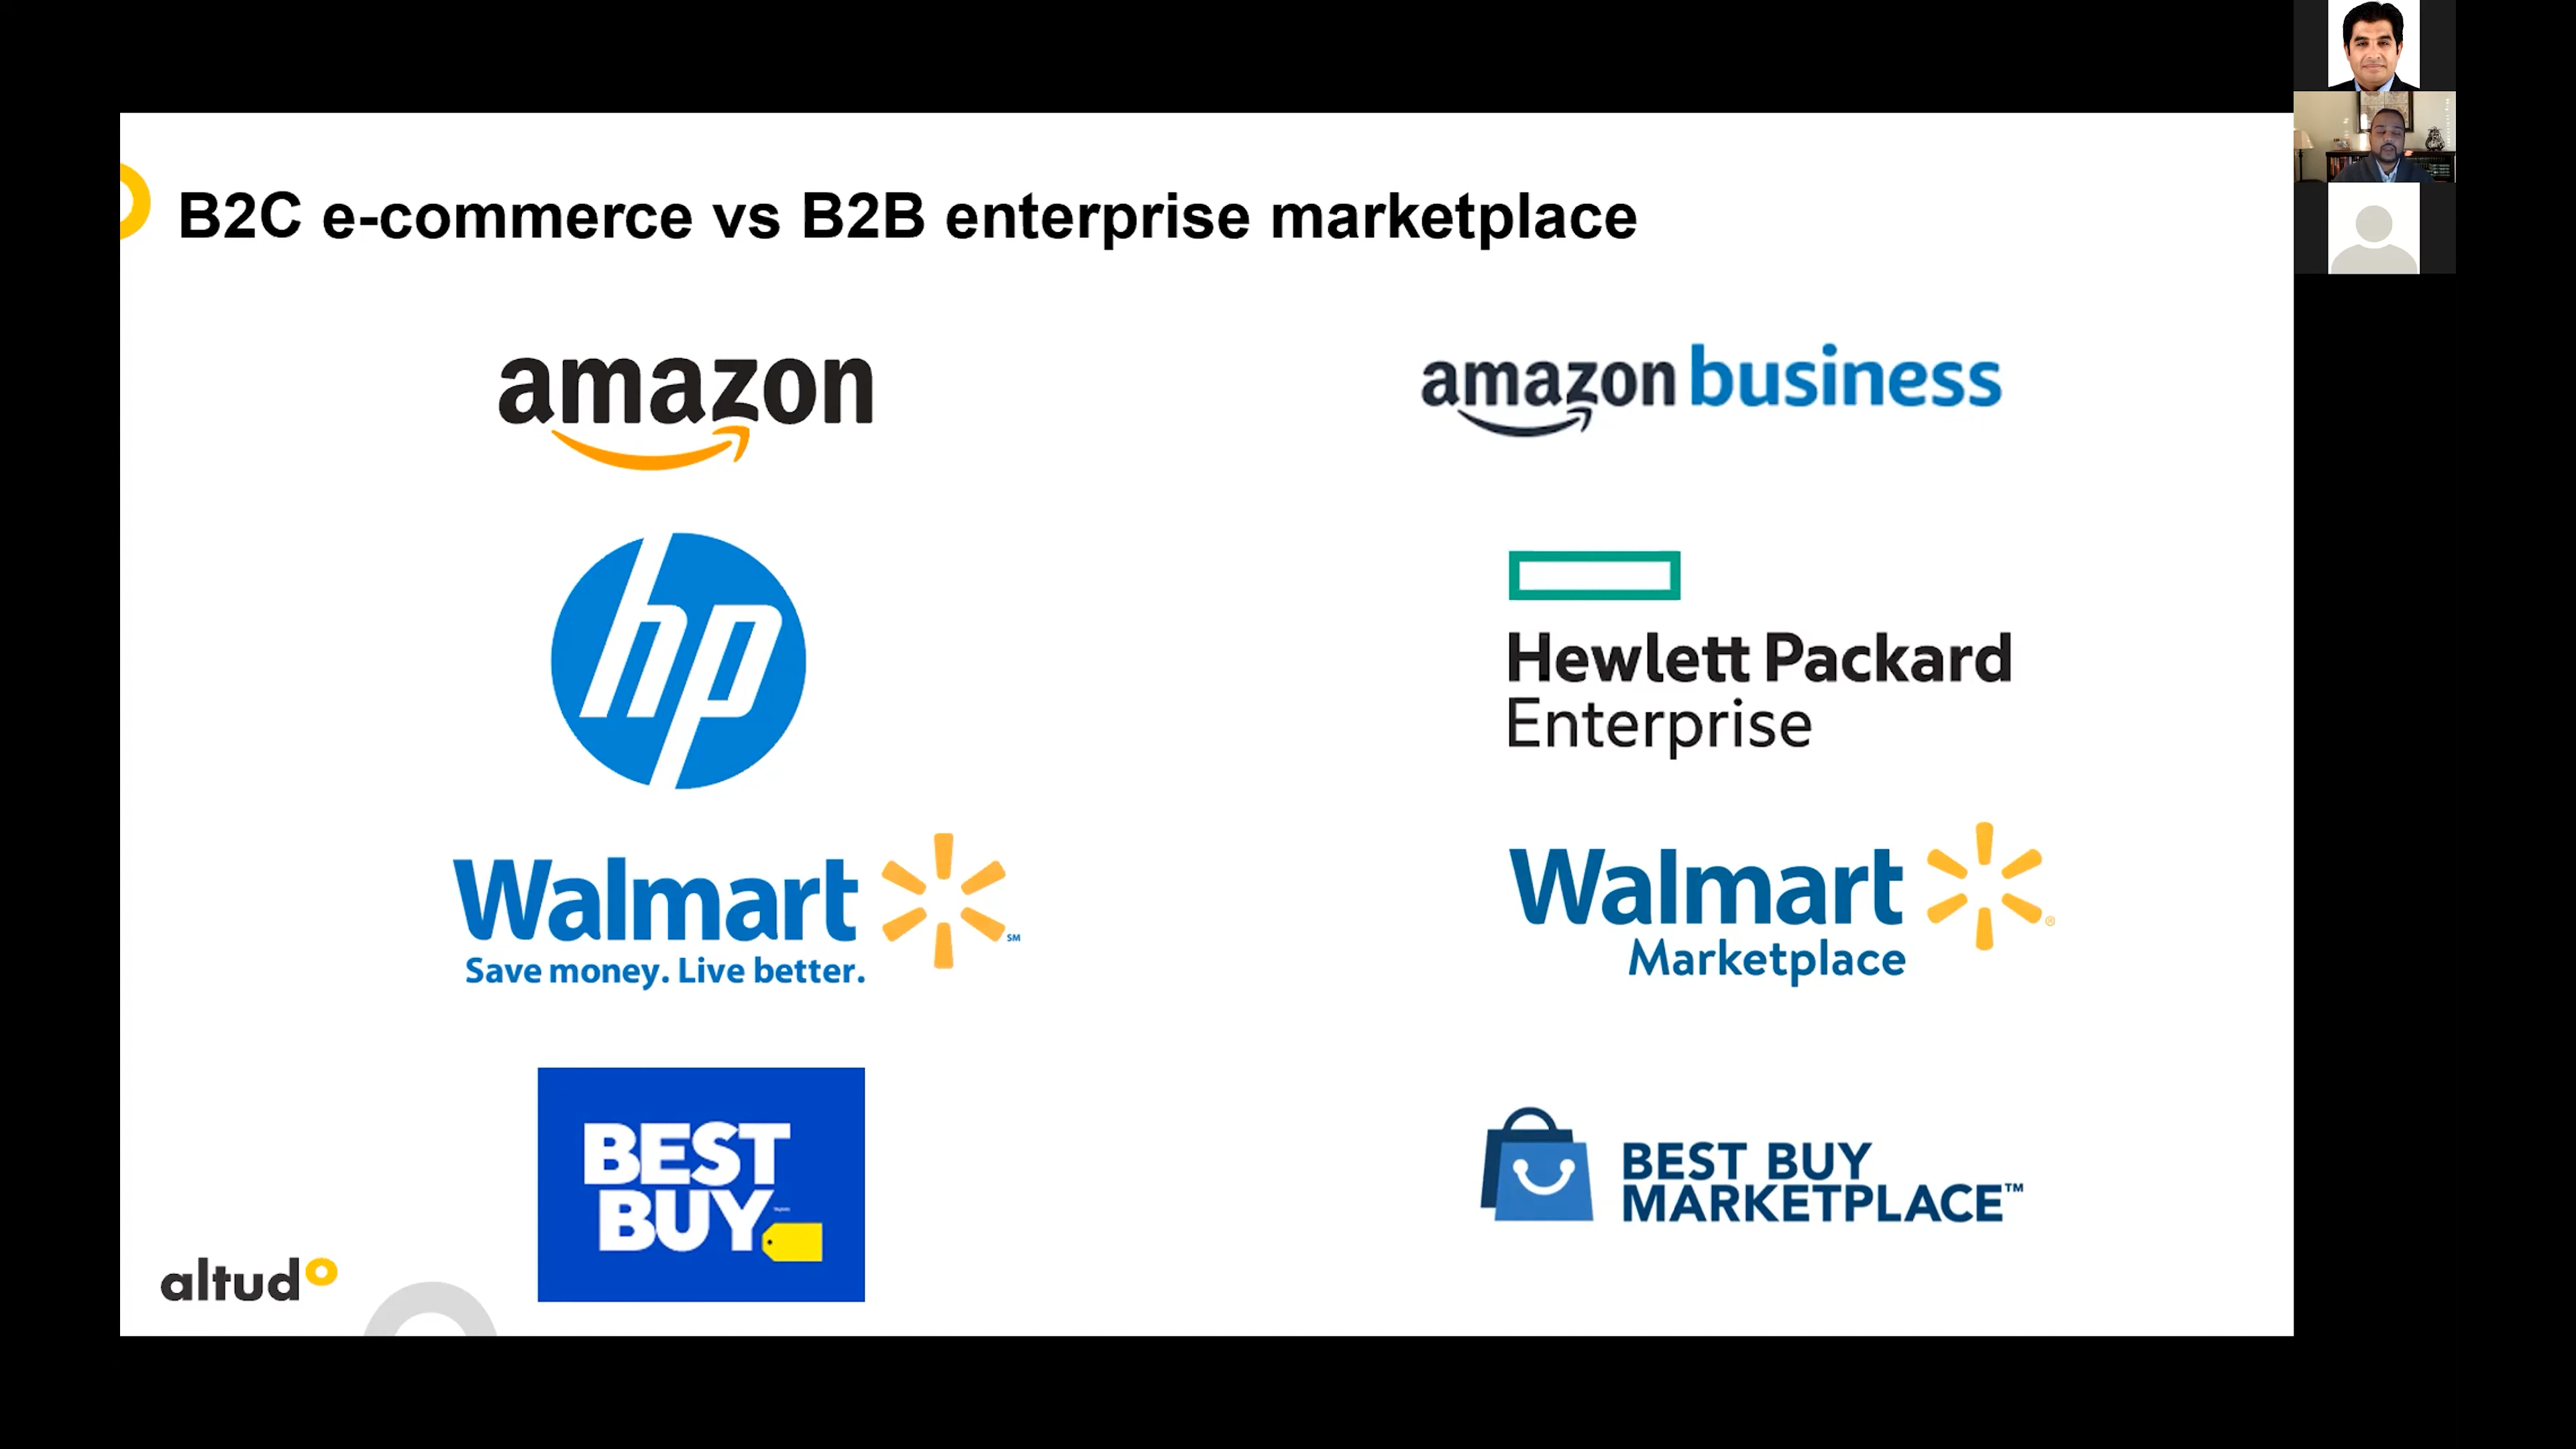 B2C e-commerce vs B2B enterprise marketplace
amazon
amazon business
hp
Hewlett Packard
Enterprise
Walmart
SM
Save money. Live better.
Walmart
®
Marketplace
BEST
BUY
BEST BUY
MARKETPLACE™
altudo